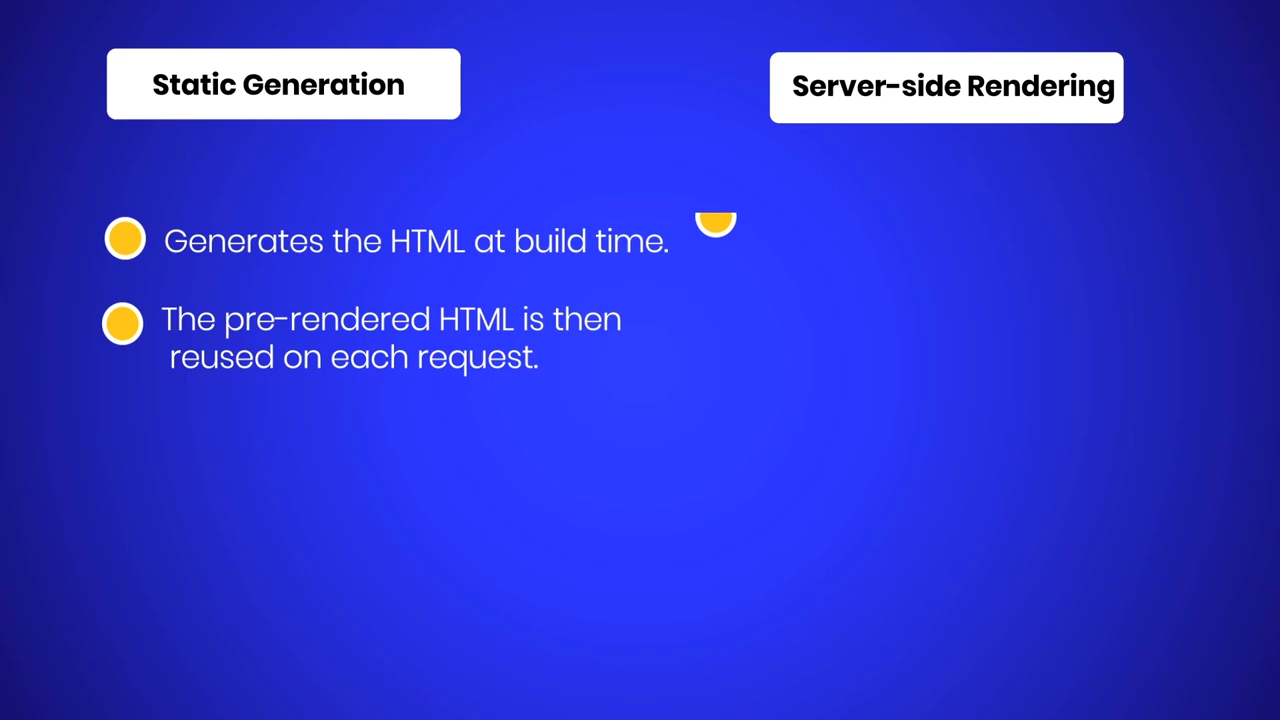 Static Generation
Server-side Rendering
Generates the HTML at build time.
The pre-rendered HTML is then
reused on each request.